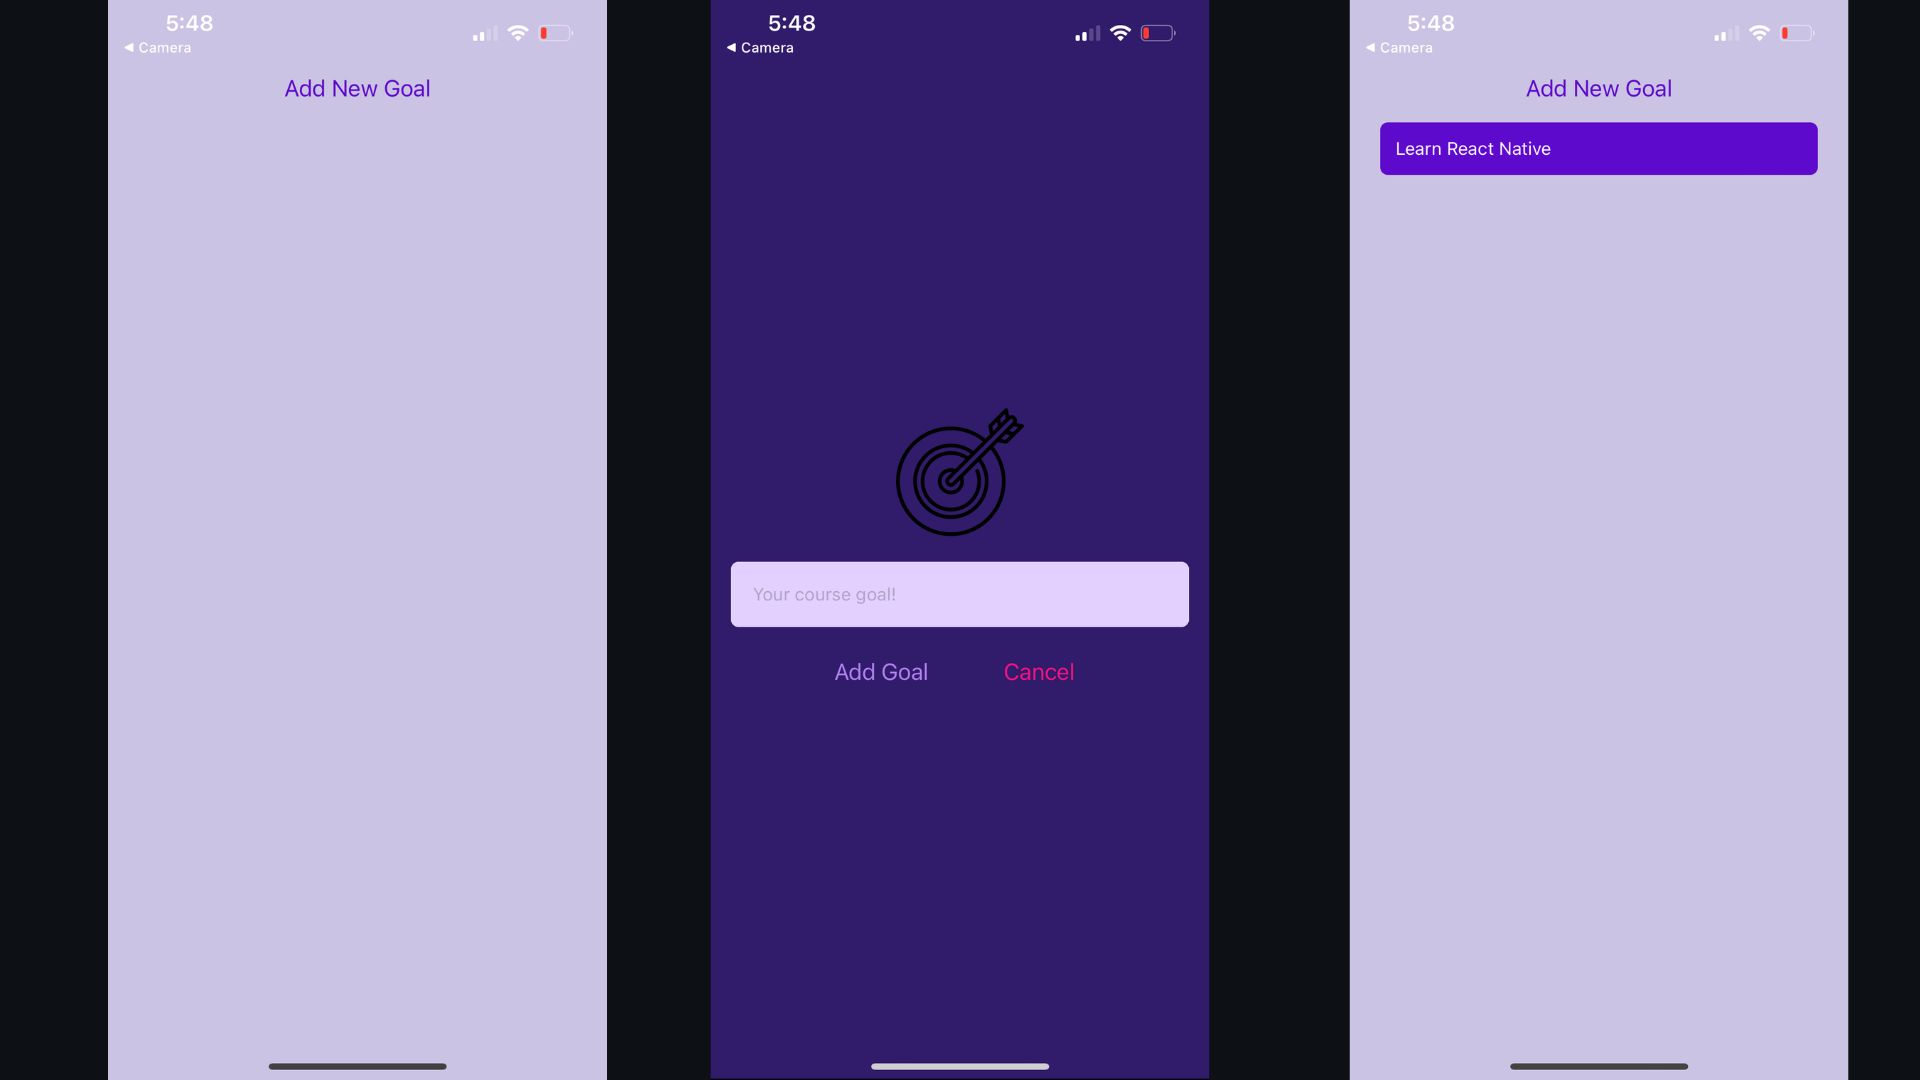 5:48
◀ Camera
Add New Goal
5:48
◀ Camera
Your course goal!
Add Goal
Cancel
5:48
◀ Camera
Add New Goal
Learn React Native